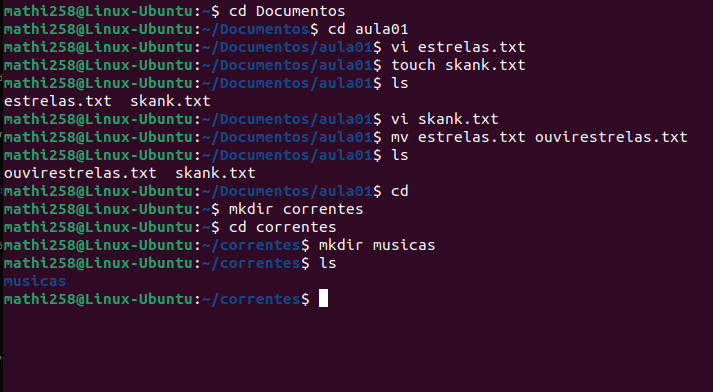 mathi258@Linux-Ubuntu:~$ cd Documentos
mathi258@Linux-Ubuntu:~/Documentos$ cd aula01
mathi258@Linux-Ubuntu:~/Documentos/aula01$ vi estrelas.txt
mathi258@Linux-Ubuntu:~/Documentos/aula01$ touch skank.txt
mathi258@Linux-Ubuntu:~/Documentos/aula01$ ls
estrelas.txt  skank.txt
mathi258@Linux-Ubuntu:~/Documentos/aula01$ vi skank.txt
mathi258@Linux-Ubuntu:~/Documentos/aula01$ mv estrelas.txt ouvirestrelas.txt
mathi258@Linux-Ubuntu:~/Documentos/aula01$ ls
ouvirestrelas.txt  skank.txt
mathi258@Linux-Ubuntu:~/Documentos/aula01$ cd
mathi258@Linux-Ubuntu:~$ mkdir correntes
mathi258@Linux-Ubuntu:~$ cd correntes
mathi258@Linux-Ubuntu:~/correntes$ mkdir musicas
mathi258@Linux-Ubuntu:~/correntes$ ls
musicas
mathi258@Linux-Ubuntu:~/correntes$